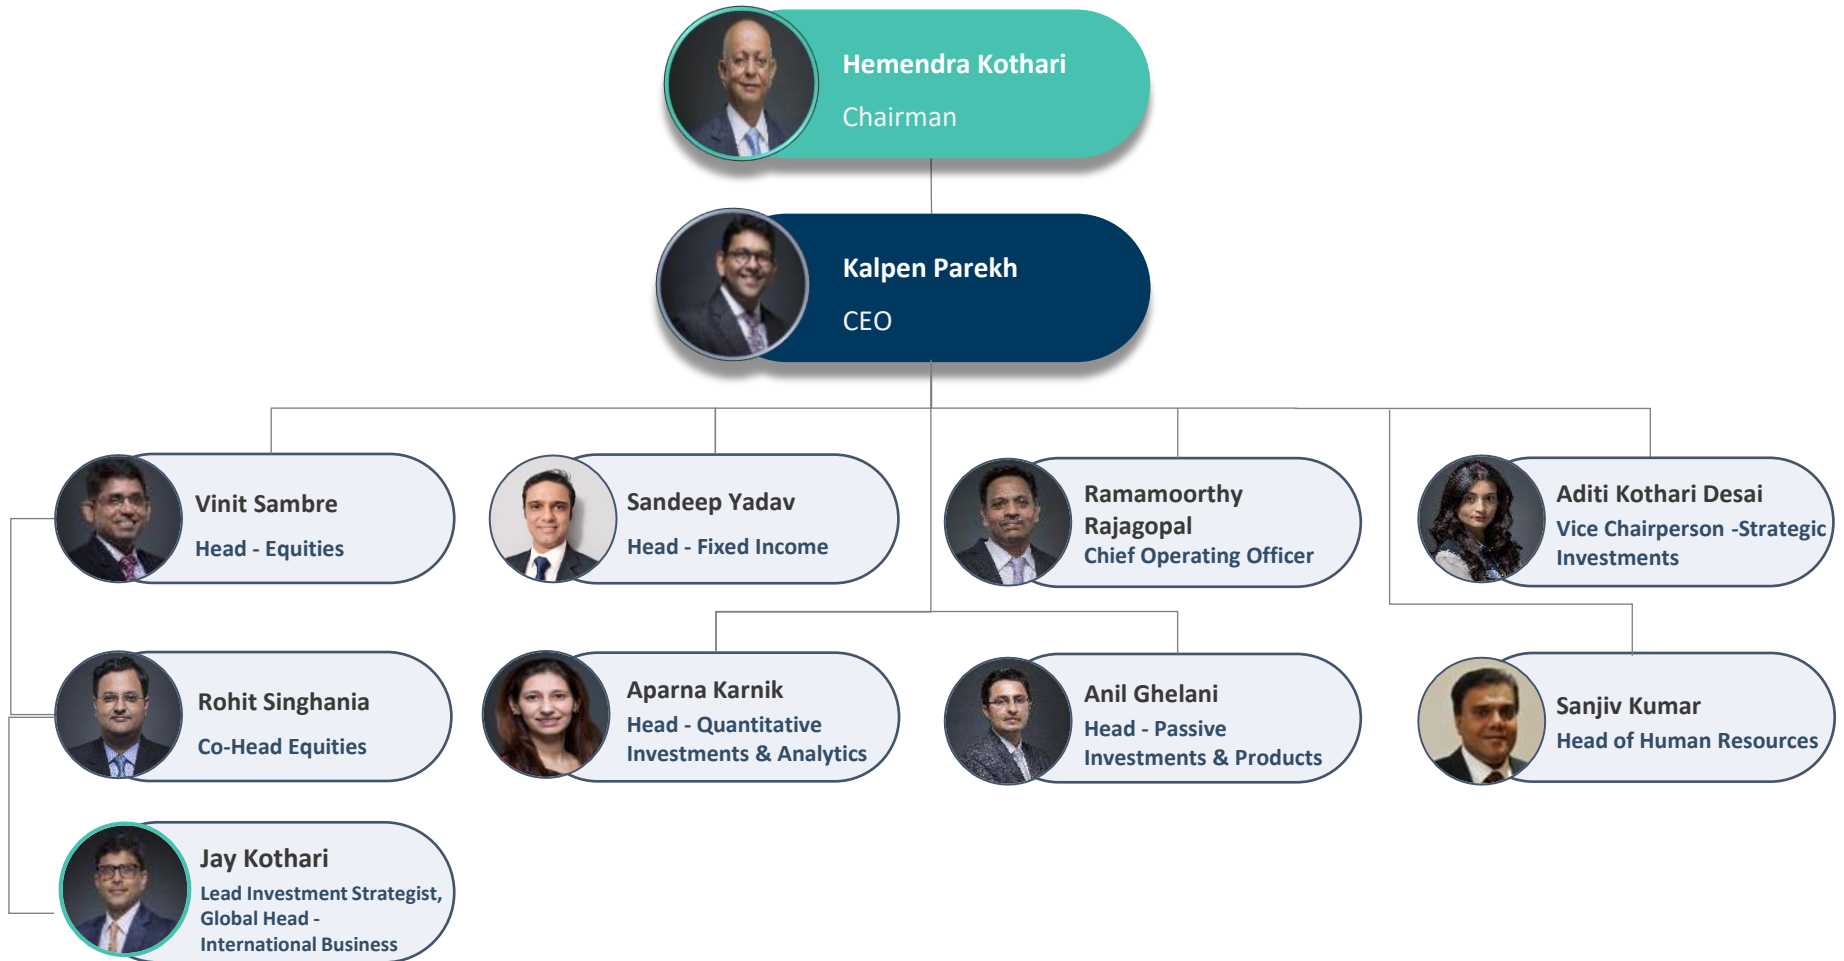 Hemendra Kothari
Chairman
Kalpen Parekh
CEO
Vinit Sambre
Head - Equities
Sandeep Yadav
Head - Fixed Income
Ramamoorthy
Rajagopal
Chief Operating Officer
Aditi Kothari Desai
Vice Chairperson -Strategic
Investments
Rohit Singhania
Co-Head Equities
Aparna Karnik
Head - Quantitative
Investments & Analytics
Anil Ghelani
Head - Passive
Investments & Products
Sanjiv Kumar
Head of Human Resources
Jay Kothari
Lead Investment Strategist,
Global Head -
International Business